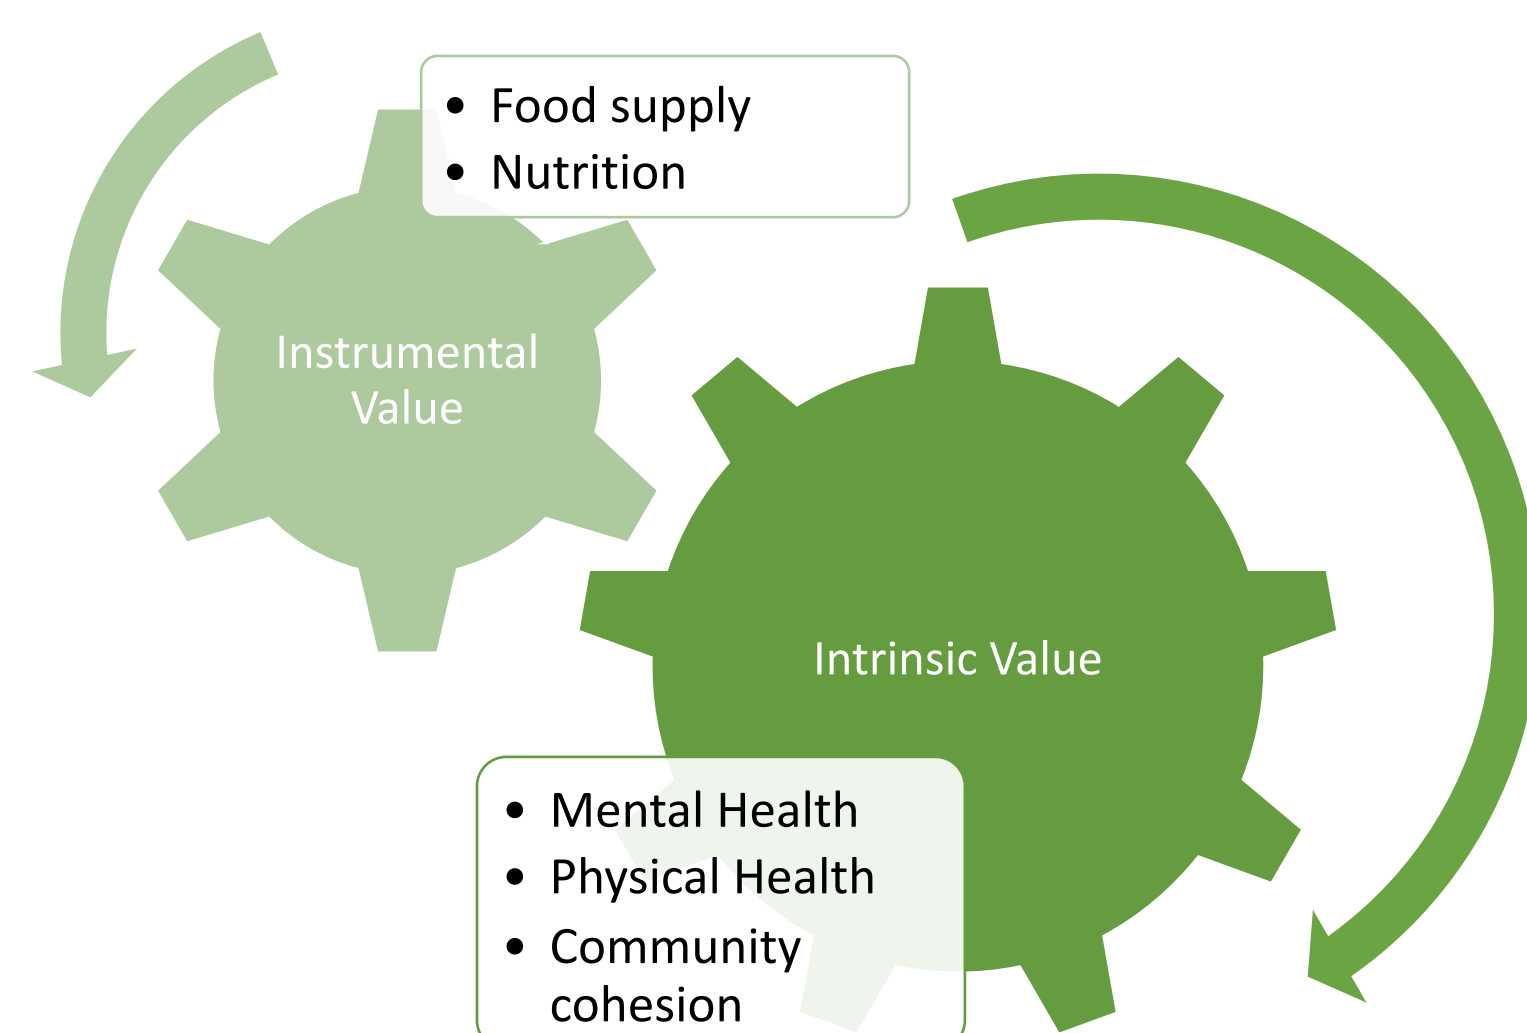 • Food supply
• Nutrition
Instrumental
Value
Intrinsic Value
• Mental Health
• Physical Health
• Community
cohesion